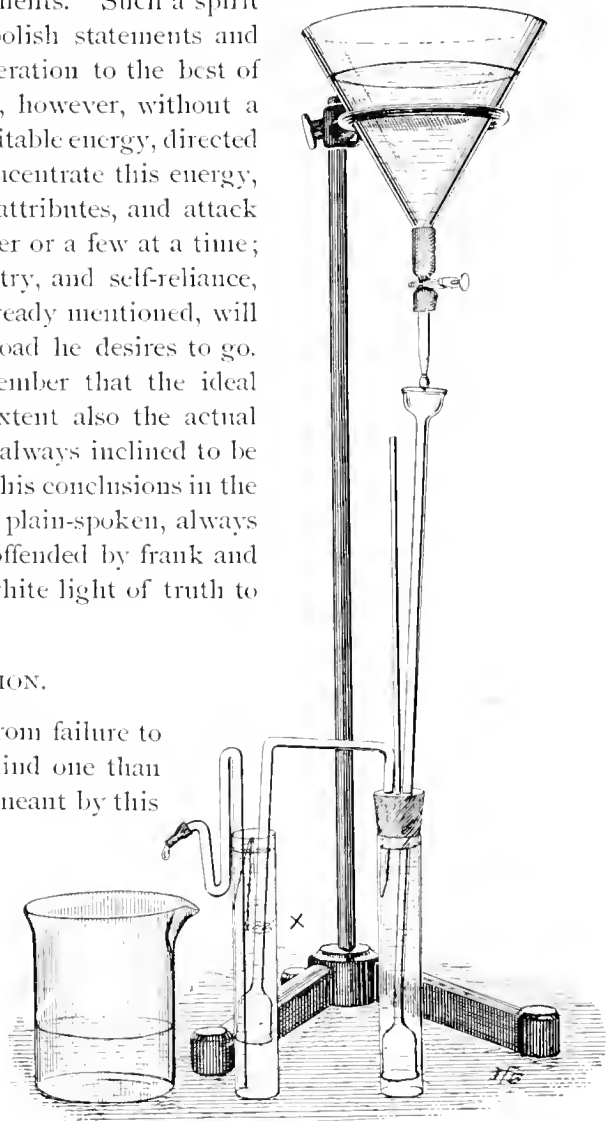 ments. Such a spirit
olish statements and
eration to the best of
, however, without a
itable energy, directed
ncentrate this energy,
attributes, and attack
er or a few at a time;
try, and self-reliance,
ready mentioned, will
oad he desires to go.
ember that the ideal
xtent also the actual
always inclined to be
his conclusions in the
plain-spoken, always
offended by frank and
hite light of truth to
ION.
rom failure to
ind one than
meant by this
X